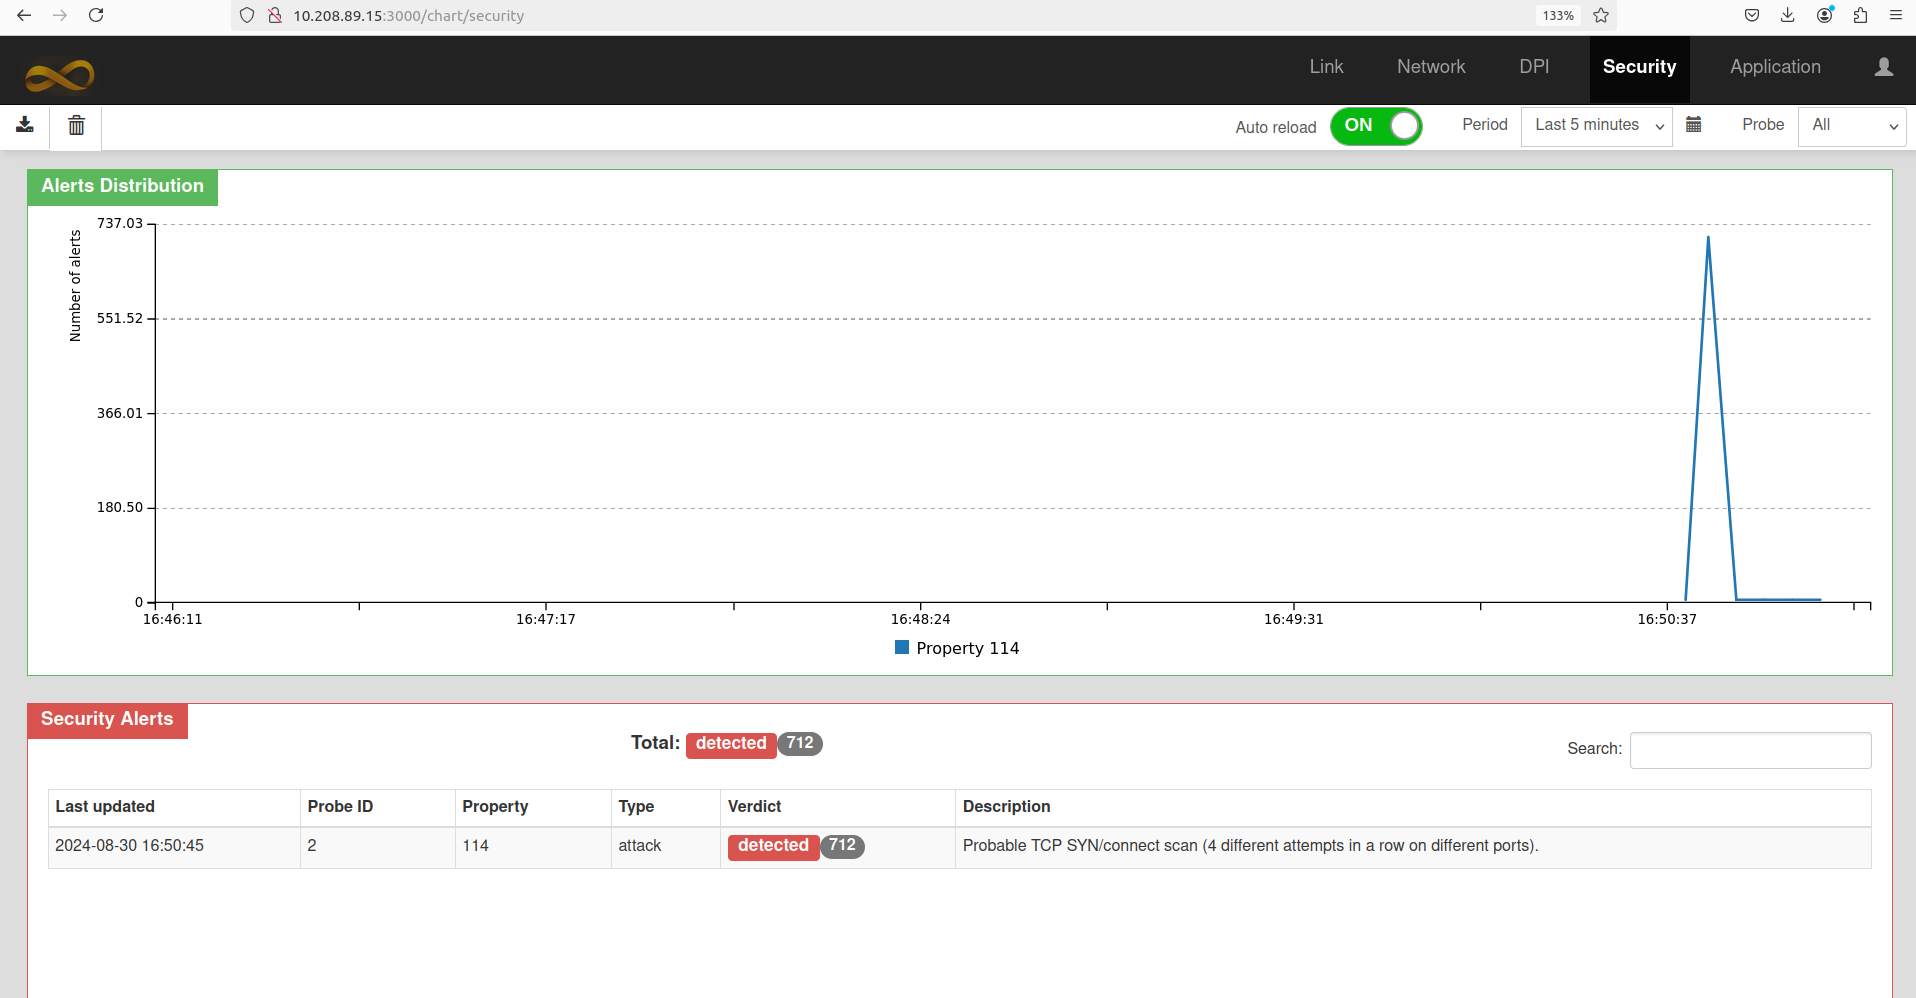 10.208.89.15:3000/chart/security 133%
Link Network DPI Security Application
Auto reload ON Period Last 5 minutes Probe All
Alerts Distribution
737.03
551.52
366.01
180.50
0
Number of alerts
16:46:11 16:47:17 16:48:24 16:49:31 16:50:37
Property 114
Security Alerts
Total: detected 712 Search:
Last updated Probe ID Property Type Verdict Description
2024-08-30 16:50:45 2 114 attack detected 712 Probable TCP SYN/connect scan (4 different attempts in a row on different ports).